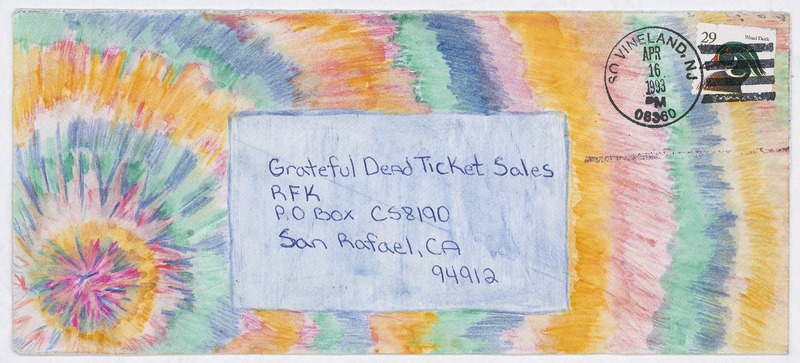 SO VINELAND, NJ
APR
16
1993
PM
08360
29
Wood Duck
Grateful Dead Ticket Sales
RFK
P.O Box CS8190
San Rafael, CA
94912